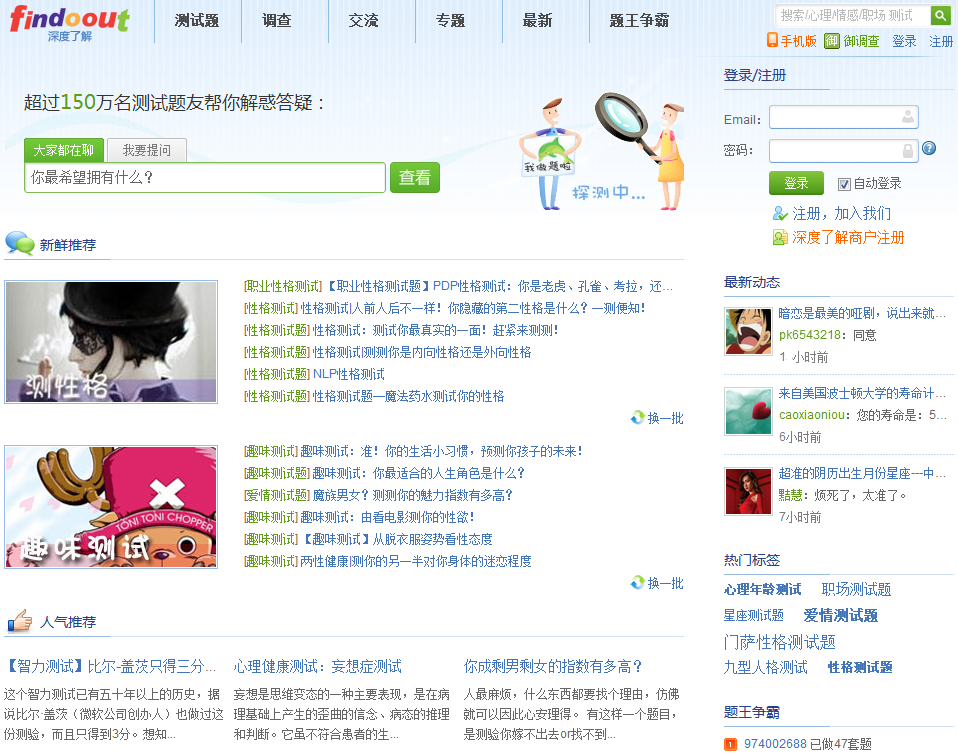 findoout
深度了解
测试题 调查 交流 专题 最新 题王争霸
搜索/心理/情感/职场 测试
手机版 御 御调查 登录 注册
超过150万名测试题友帮你解惑答疑：
大家都在聊 我要提问
你最希望拥有什么？ 查看
我做题啦
探测中...
登录/注册
Email：
密码： ?
登录 自动登录
注册，加入我们
深度了解商户注册
新鲜推荐
测性格
[职业性格测试]【职业性格测试题】PDP性格测试：你是老虎、孔雀、考拉，还...
[性格测试] 性格测试|人前人后不一样！你隐藏的第二性格是什么？一测便知!
[性格测试题] 性格测试：测试你最真实的一面！赶紧来测测!
[性格测试题] 性格测试|测测你是内向性格还是外向性格
[性格测试题] NLP性格测试
[性格测试题] 性格测试题—魔法药水测试你的性格
换一批
TONI TONI CHOPPER
趣味测试
[趣味测试] 趣味测试：准！你的生活小习惯，预测你孩子的未来!
[趣味测试题] 趣味测试：你最适合的人生角色是什么？
[爱情测试题] 魔族男女？测测你的魅力指数有多高？
[趣味测试] 趣味测试：由看电影测你的性欲!
[趣味测试]【趣味测试】从脱衣服姿势看性态度
[趣味测试] 两性健康|测你的另一半对你身体的迷恋程度
换一批
人气推荐
【智力测试】比尔-盖茨只得三分...
这个智力测试已有五十年以上的历史，据
说比尔·盖茨（微软公司创办人）也做过这
份测验，而且只得到3分。想知...
心理健康测试：妄想症测试
妄想是思维变态的一种主要表现，是在病
理基础上产生的歪曲的信念、病态的推理
和判断。它虽不符合患者的生...
你成剩男剩女的指数有多高？
人最麻烦，什么东西都要找个理由，仿佛
就可以因此心安理得。 有这样一个题目，
是测验你嫁不出去or找不到...
最新动态
暗恋是最美的哑剧，说出来就...
pk6543218：同意
1 小时前
来自美国波士顿大学的寿命计...
caoxiaoniou：您的寿命是：5...
6小时前
超准的阴历出生月份星座---中...
黠慧：烦死了，太准了。
7小时前
热门标签
心理年龄测试 职场测试题
星座测试题 爱情测试题
门萨性格测试题
九型人格测试 性格测试题
题王争霸
1 974002688 已做47套题